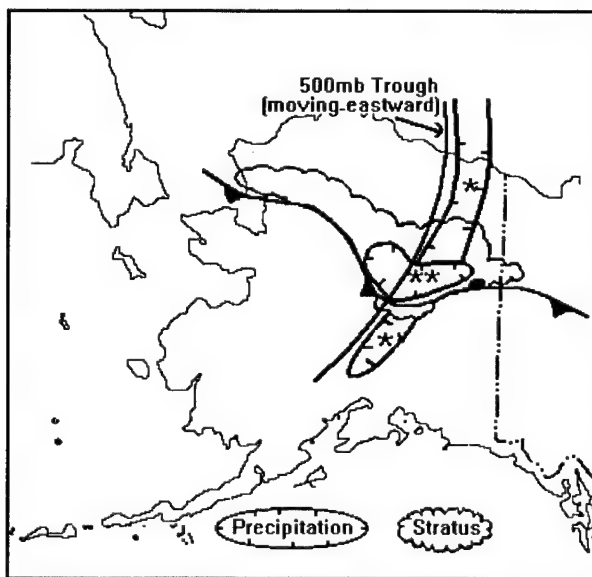 500mb Trough
(moving-eastward)
*
**
*
Precipitation
Stratus